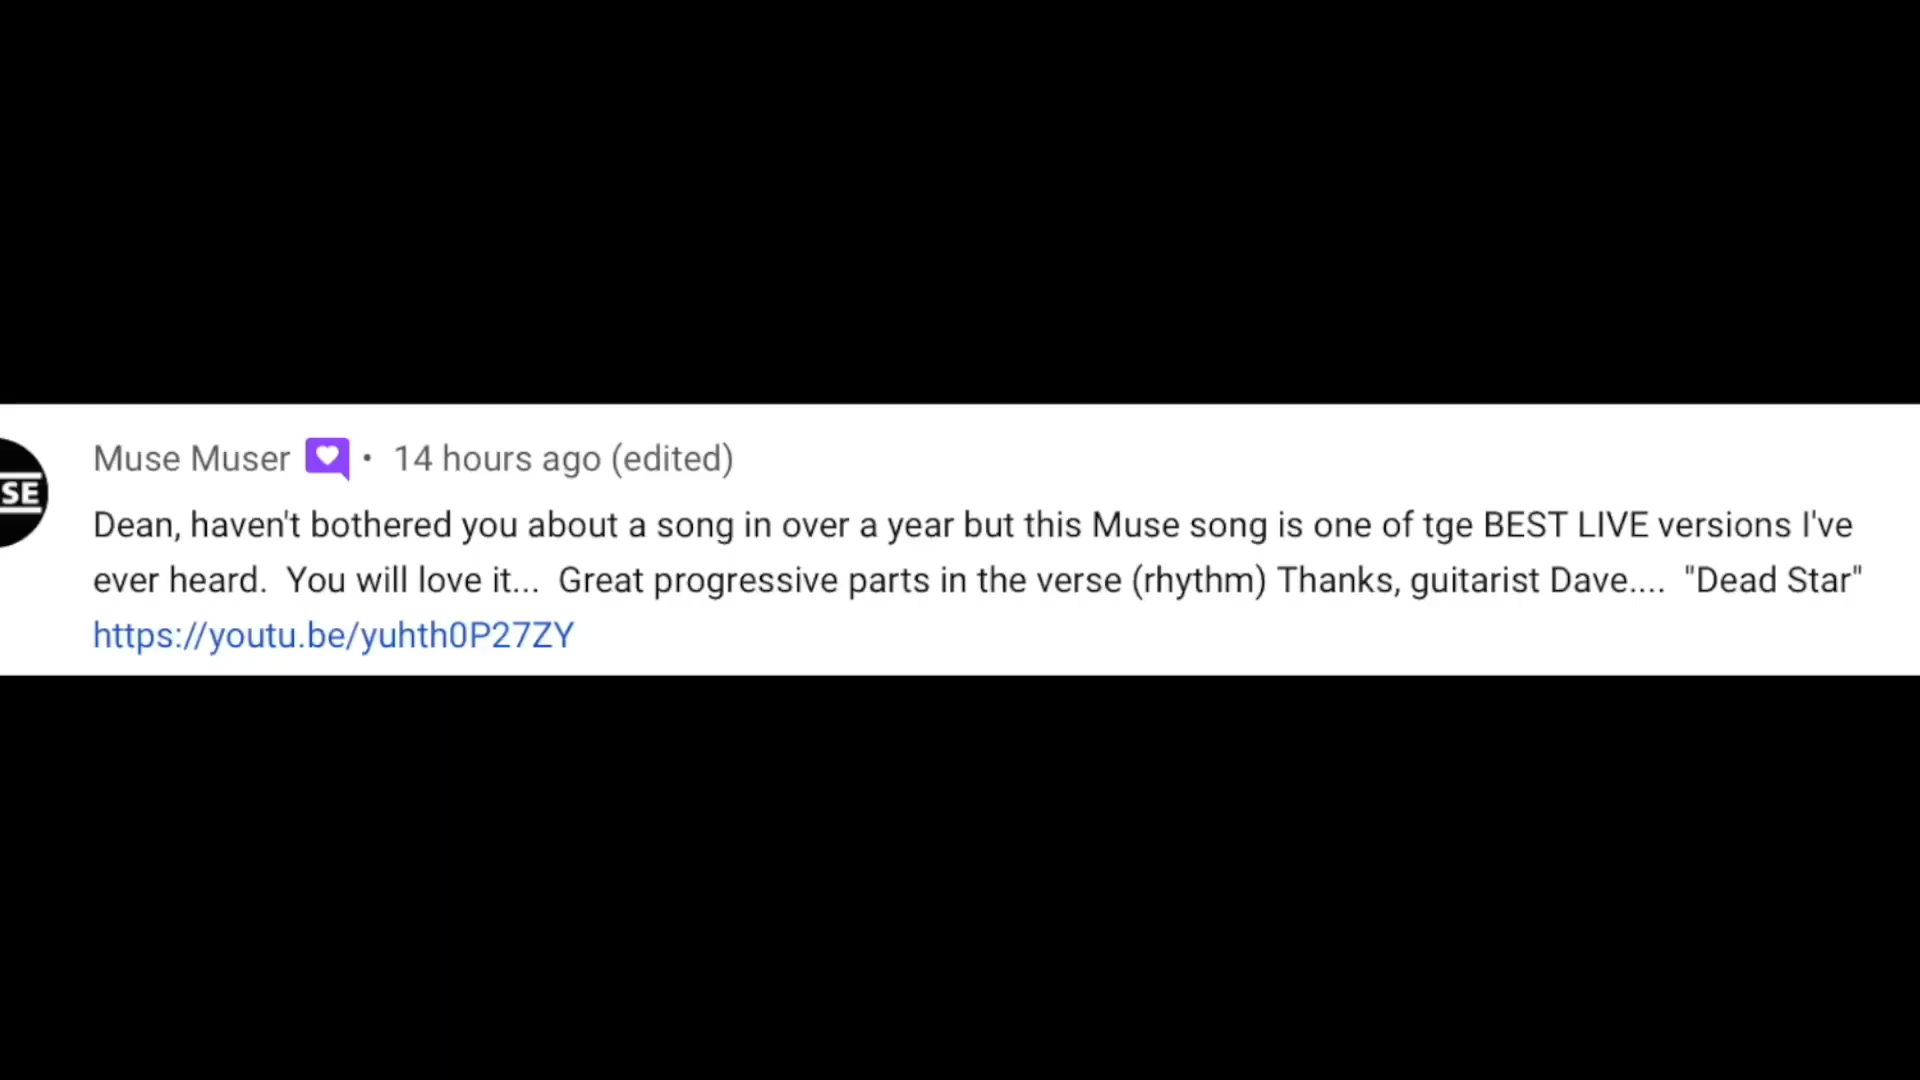 SE
Muse Muser • 14 hours ago (edited)
Dean, haven't bothered you about a song in over a year but this Muse song is one of tge BEST LIVE versions I've
ever heard.  You will love it...  Great progressive parts in the verse (rhythm) Thanks, guitarist Dave....  "Dead Star"
https://youtu.be/yuhth0P27ZY